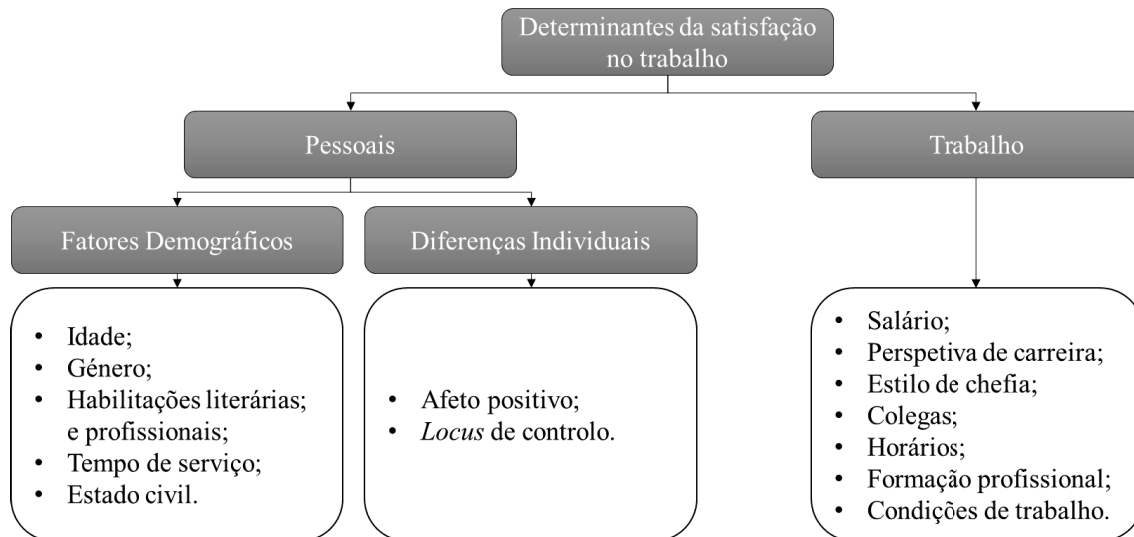 Determinantes da satisfação
no trabalho
Pessoais
Trabalho
Fatores Demográficos
Diferenças Individuais
• Idade;
• Género;
• Habilitações literárias;
e profissionais;
• Tempo de serviço;
• Estado civil.
• Afeto positivo;
• Locus de controlo.
• Salário;
• Perspetiva de carreira;
• Estilo de chefia;
• Colegas;
• Horários;
• Formação profissional;
• Condições de trabalho.